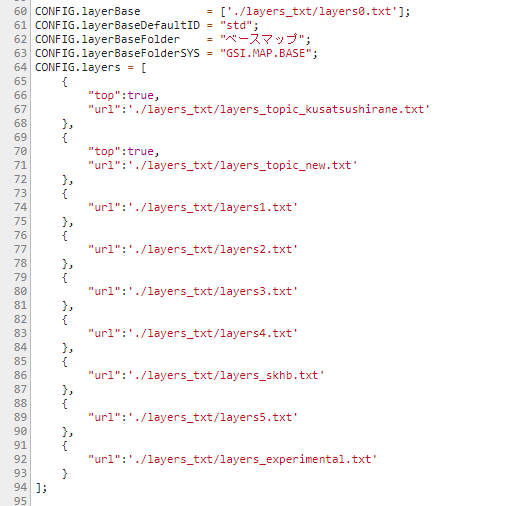 60 CONFIG.layerBase          = ['./layers_txt/layers0.txt'];
61 CONFIG.layerBaseDefaultID = "std";
62 CONFIG.layerBaseFolder    = "ベースマップ";
63 CONFIG.layerBaseFolderSYS = "GSI.MAP.BASE";
64 CONFIG.layers = [
65     {
66         "top":true,
67         "url":'./layers_txt/layers_topic_kusatsushirane.txt'
68     },
69     {
70         "top":true,
71         "url":'./layers_txt/layers_topic_new.txt'
72     },
73     {
74         "url":'./layers_txt/layers1.txt'
75     },
76     {
77         "url":'./layers_txt/layers2.txt'
78     },
79     {
80         "url":'./layers_txt/layers3.txt'
81     },
82     {
83         "url":'./layers_txt/layers4.txt'
84     },
85     {
86         "url":'./layers_txt/layers_skhb.txt'
87     },
88     {
89         "url":'./layers_txt/layers5.txt'
90     },
91     {
92         "url":'./layers_txt/layers_experimental.txt'
93     }
94 ];
95